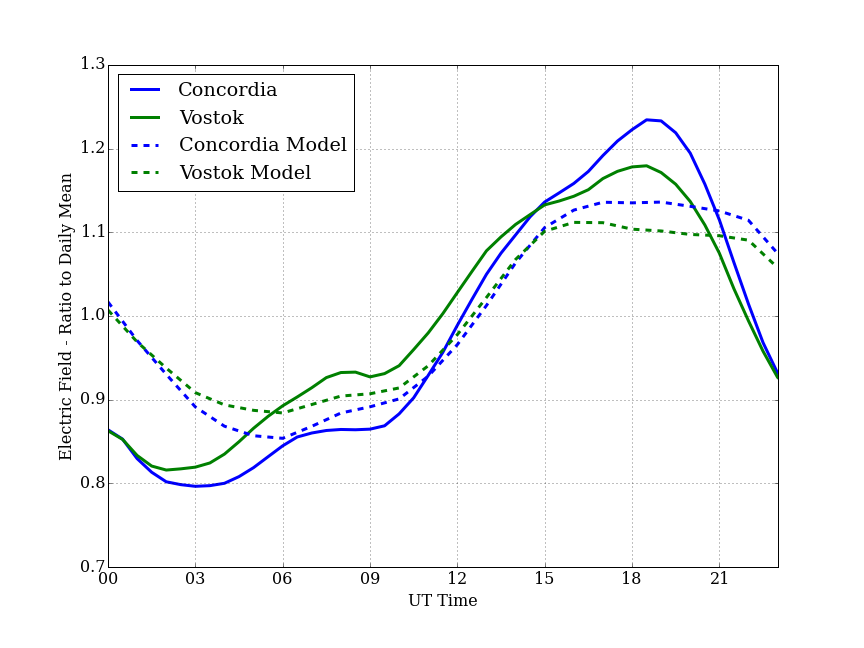 1.3
1.2
1.1
1.0
0.9
0.8
0.7
Electric Field - Ratio to Daily Mean
Concordia
Vostok
Concordia Model
Vostok Model
00 03 06 09 12 15 18 21
UT Time